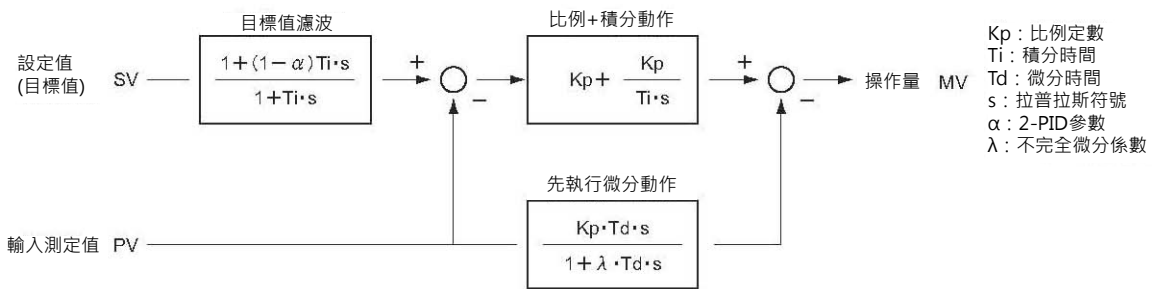 目標值濾波
比例+積分動作
設定值
(目標值)
SV
1+(1-α)Ti·s
1+Ti·s
+
-
Kp+
Kp
Ti·s
+
-
操作量 MV
Kp:比例定數
Ti:積分時間
Td:微分時間
s:拉普拉斯符號
α:2-PID參數
λ:不完全微分係數
先執行微分動作
輸入測定值 PV
Kp·Td·s
1+λ·Td·s